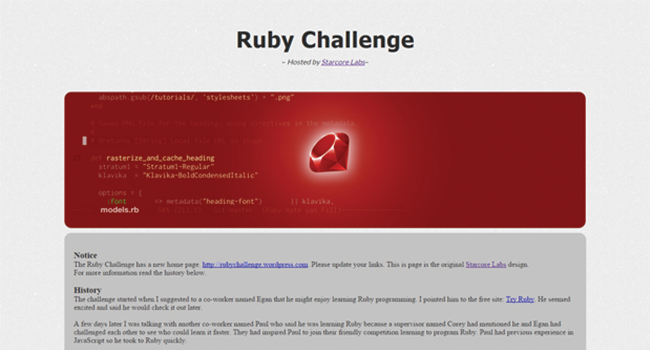 Ruby Challenge
~ Hosted by Starcore Labs~
abspath.gsub(/tutorials/, "stylesheets") + ".png"
end
def rasterize_and_cache_heading
stratum1 = "Stratum1-Regular"
klavika = "Klavika-BoldCondensedItalic"
options = {
:font => metadata("heading-font") || klavika,
models.rb
Notice
The Ruby Challenge has a new home page: http://rubychallenge.wordpress.com. Please update your links. This is page is the original Starcore Labs design.
For more information read the history below.
History
The challenge started when I suggested to a co-worker named Egan that he might enjoy learning Ruby programming. I pointed him to the free site: Try Ruby. He seemed
excited and said he would check it out later.
A few days later I was talking with another co-worker named Paul who said he was learning Ruby because a supervisor named Corey had mentioned he and Egan had
challenged each other to see who could learn it faster. They had inspired Paul to join their friendly competition learning to program Ruby. Paul had previous experience in
JavaScript so he took to Ruby quickly.